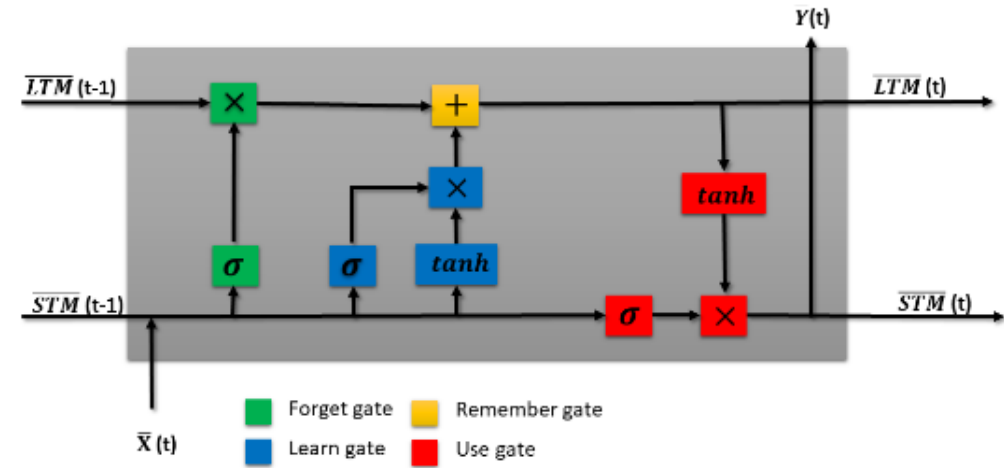 Y(t)
LTM (t-1)
×
+
LTM (t)
×
tanh
σ
σ
tanh
STM (t-1)
σ
×
STM (t)
X (t)
Forget gate
Remember gate
Learn gate
Use gate